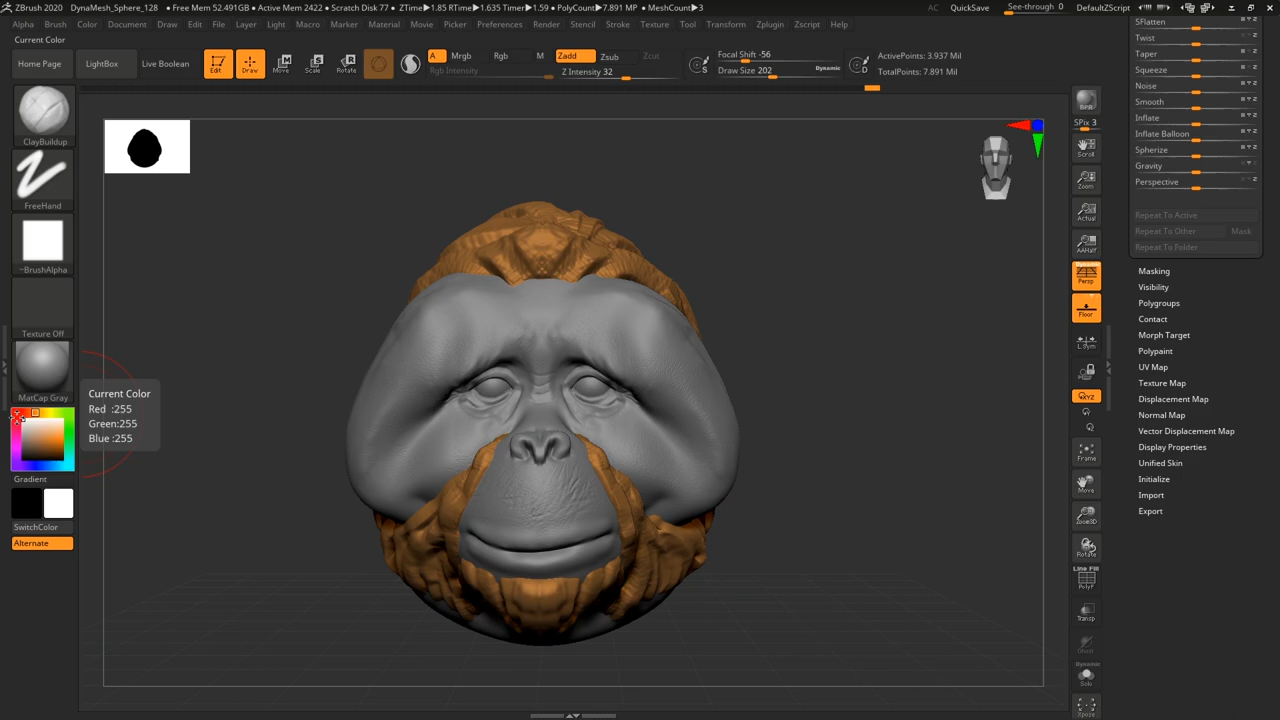 ZBrush 2020 DynaMesh_Sphere_128 • Free Mem 52.491GB • Active Mem 2422 • Scratch Disk 77 • ZTime▶1.85 RTime▶1.635 Timer▶1.59 • PolyCount▶7.891 MP • MeshCount▶3 AC QuickSave See-through 0 DefaultZScript
Alpha Brush Color Document Draw Edit File Layer Light Macro Marker Material Movie Picker Preferences Render Stencil Stroke Texture Tool Transform Zplugin Zscript Help
Current Color
Home Page LightBox Live Boolean Edit Draw Move Scale Rotate
A Mrgb Rgb M Zadd Zsub Zcut
Rgb Intensity Z Intensity 32
Focal Shift -56
Draw Size 202 Dynamic
S D
ActivePoints: 3.937 Mil
TotalPoints: 7.891 Mil
ClayBuildup
FreeHand
~BrushAlpha
Texture Off
MatCap Gray
Current Color
Red :255
Green:255
Blue :255
Gradient
SwitchColor
Alternate
BPR
SPix 3
Scroll
Zoom
Actual
AAHalf
Dynamic
Persp
Floor
L.Sym
XYZ
Frame
Move
Zoom3D
Rotate
Line Fill
PolyF
Transp
Ghost
Dynamic
Solo
Xpose
SFlatten
Twist
Taper
Squeeze
Noise
Smooth
Inflate
Inflate Balloon
Spherize
Gravity
Perspective
Repeat To Active
Repeat To Other Mask
Repeat To Folder
Masking
Visibility
Polygroups
Contact
Morph Target
Polypaint
UV Map
Texture Map
Displacement Map
Normal Map
Vector Displacement Map
Display Properties
Unified Skin
Initialize
Import
Export